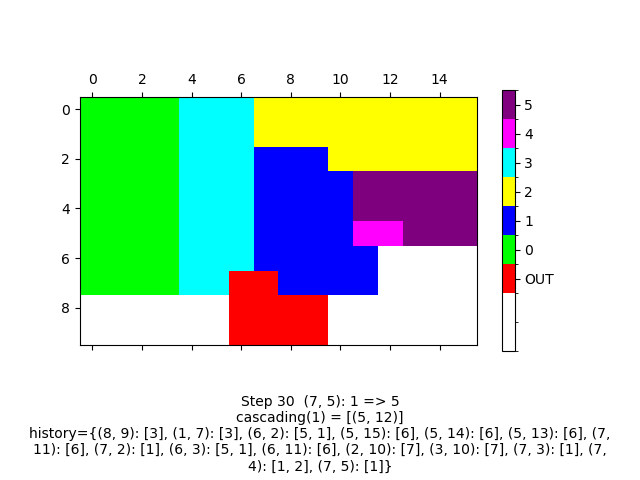 0 2 4 6 8 10 12 14
0
2
4
6
8
5
4
3
2
1
0
OUT
Step 30  (7, 5): 1 => 5
cascading(1) = [(5, 12)]
history={(8, 9): [3], (1, 7): [3], (6, 2): [5, 1], (5, 15): [6], (5, 14): [6], (5, 13): [6], (7,
11): [6], (7, 2): [1], (6, 3): [5, 1], (6, 11): [6], (2, 10): [7], (3, 10): [7], (7, 3): [1], (7,
4): [1, 2], (7, 5): [1]}